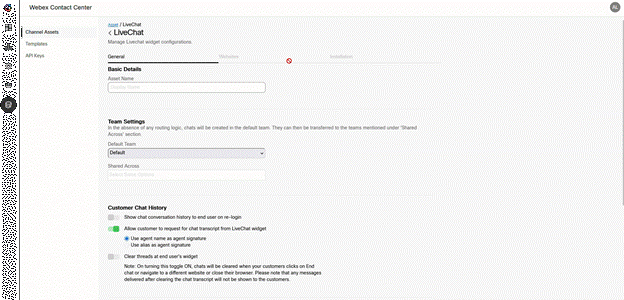 Webex Contact Center
AL
Channel Assets
Templates
API Keys
Asset / LiveChat
LiveChat
Manage Livechat widget configurations.
General
Websites
Installation
Basic Details
Asset Name
Team Settings
In the absence of any routing logic, chats will be created in the default team. They can then be transferred to the teams mentioned under 'Shared
Across' section
Default Team
Default
Shared Across
Customer Chat History
Show chat conversation history to end user on re-login
Allow customer to request for chat transcript from LiveChat widget
Use agent name as agent signature
Use alias as agent signature
Clear threads at end user's widget
Note: On turning this toggle ON, chats will be cleared when your customers clicks on End
chat or navigate to a different website or close their browser. Please note that any messages
delivered after clearing the chat transcript will not be shown to the customers.